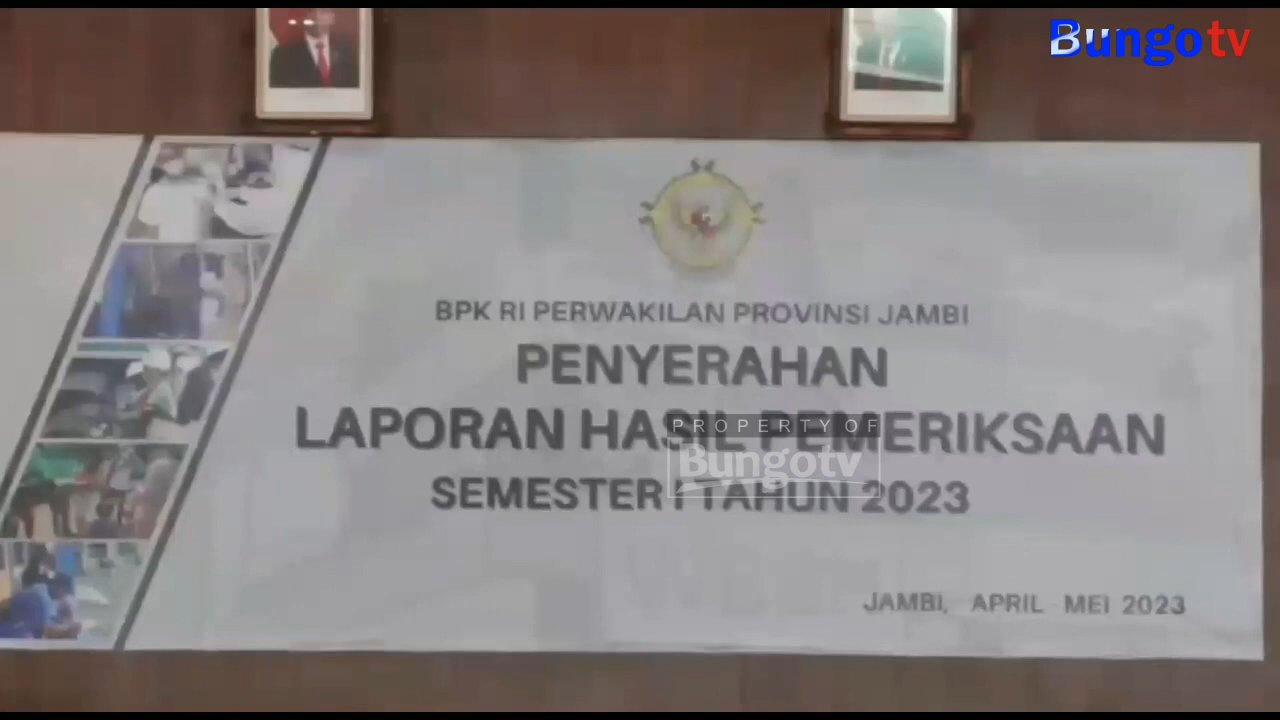 Bungotv
BPK RI PERWAKILAN PROVINSI JAMBI
PENYERAHAN
LAPORAN HASIL PEMERIKSAAN
PROPERTY OF
Bungotv
SEMESTER I TAHUN 2023
JAMBI, APRIL MEI 2023